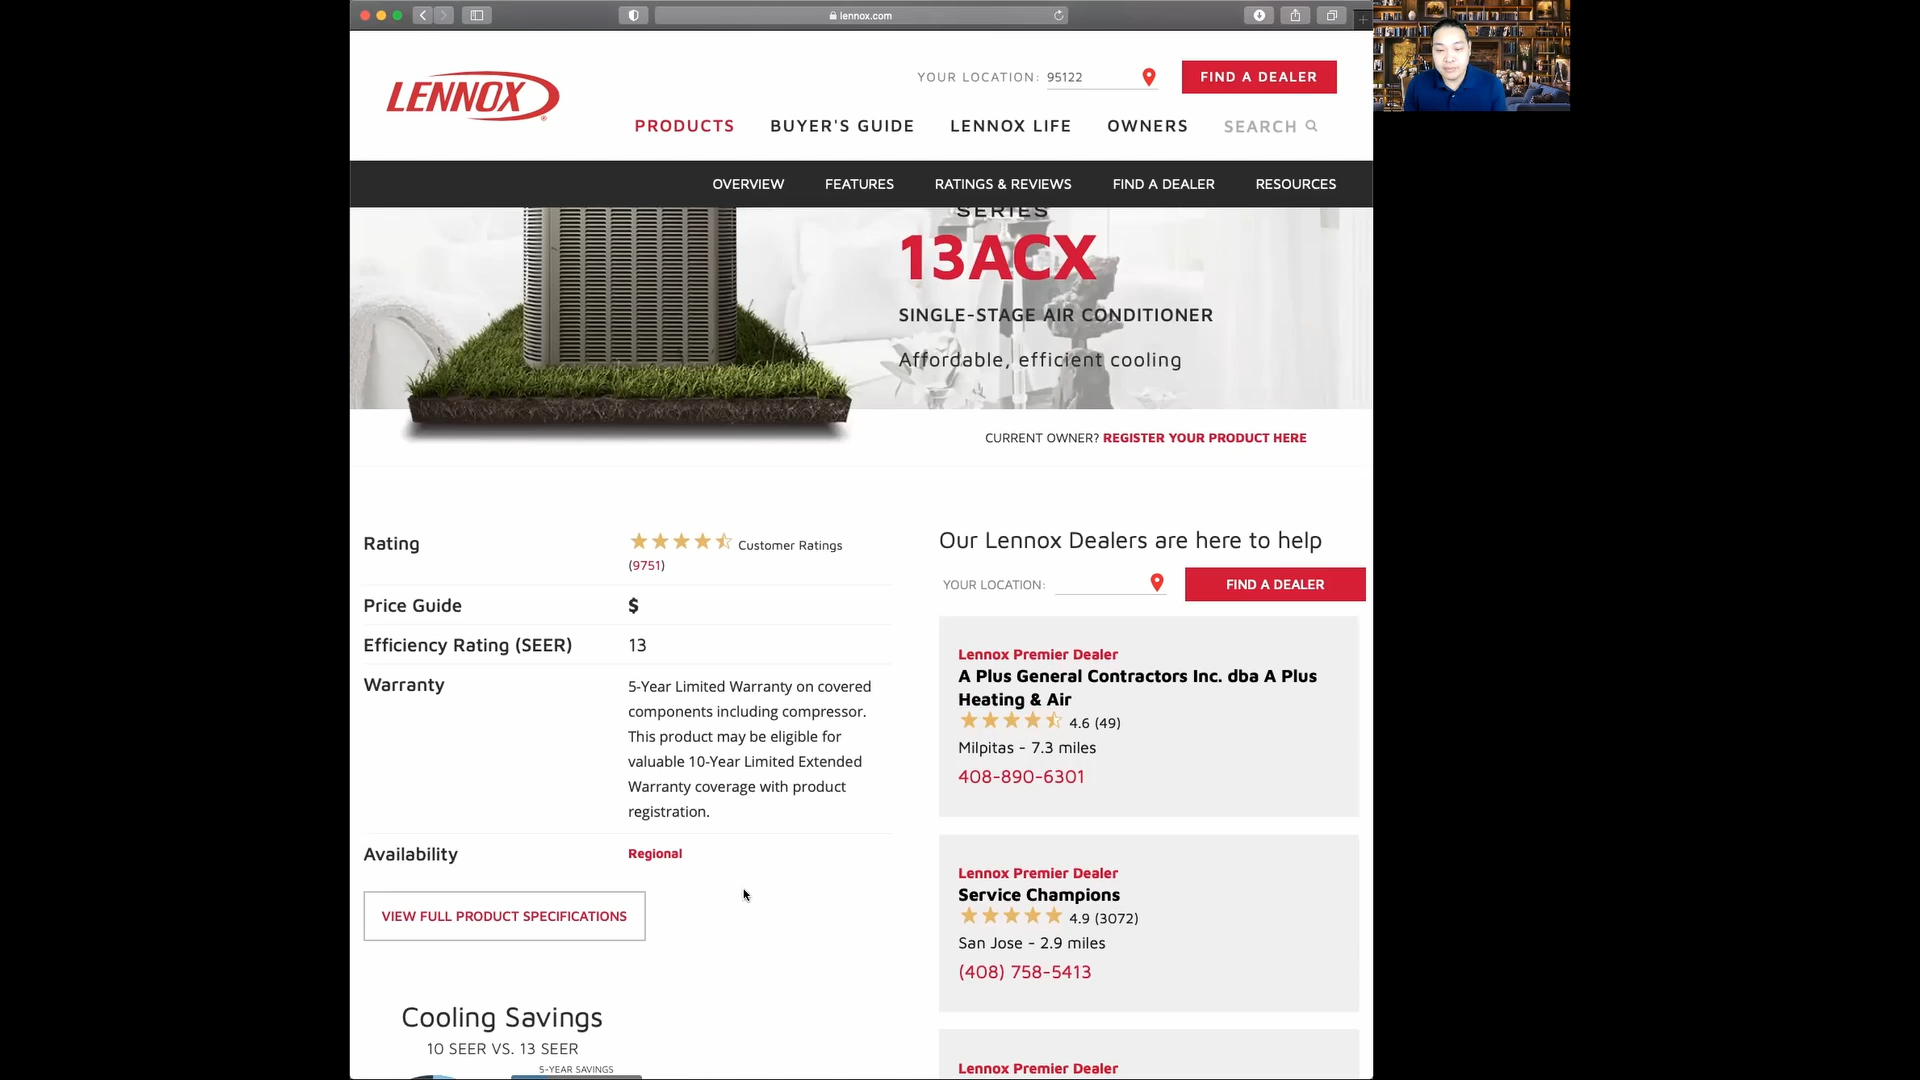 lennox.com
LENNOX
YOUR LOCATION: 95122
FIND A DEALER
PRODUCTS BUYER'S GUIDE LENNOX LIFE OWNERS SEARCH
OVERVIEW FEATURES RATINGS & REVIEWS FIND A DEALER RESOURCES
SERIES
13ACX
SINGLE-STAGE AIR CONDITIONER
Affordable, efficient cooling
CURRENT OWNER? REGISTER YOUR PRODUCT HERE
Rating
Customer Ratings
(9751)
Price Guide $
Efficiency Rating (SEER) 13
Warranty
5-Year Limited Warranty on covered
components including compressor.
This product may be eligible for
valuable 10-Year Limited Extended
Warranty coverage with product
registration.
Availability Regional
VIEW FULL PRODUCT SPECIFICATIONS
Cooling Savings
10 SEER VS. 13 SEER
5-YEAR SAVINGS
Our Lennox Dealers are here to help
YOUR LOCATION:
FIND A DEALER
Lennox Premier Dealer
A Plus General Contractors Inc. dba A Plus
Heating & Air
4.6 (49)
Milpitas - 7.3 miles
408-890-6301
Lennox Premier Dealer
Service Champions
4.9 (3072)
San Jose - 2.9 miles
(408) 758-5413
Lennox Premier Dealer